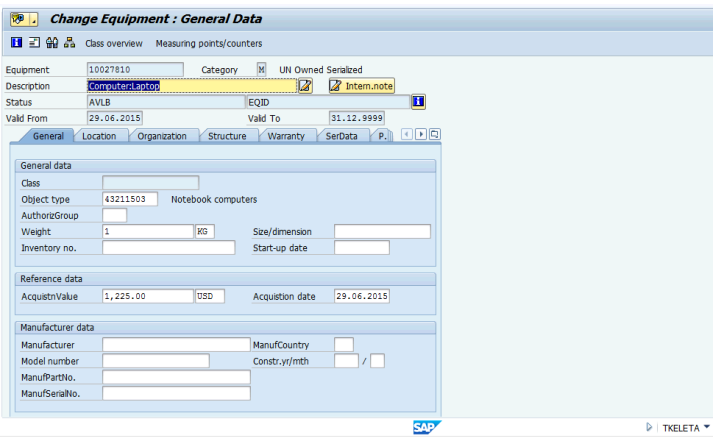 Change Equipment : General Data
Class overview Measuring points/counters
Equipment 10027810 Category M UN Owned Serialized
Description Computer:Laptop Intern.note
Status AVLB EQID
Valid From 29.06.2015 Valid To 31.12.9999
General Location Organization Structure Warranty SerData P.
General data
Class
Object type 43211503 Notebook computers
AuthorizGroup
Weight 1 KG Size/dimension
Inventory no. Start-up date
Reference data
AcquistnValue 1,225.00 USD Acquistion date 29.06.2015
Manufacturer data
Manufacturer ManufCountry
Model number Constr.yr/mth /
ManufPartNo.
ManufSerialNo.
SAP TKELETA